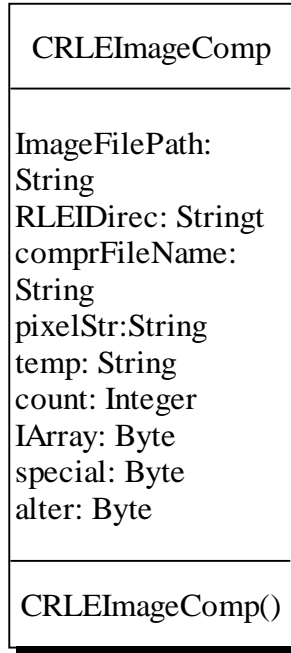 CRLEImageComp
ImageFilePath:
String
RLEIDirec: Stringt
comprFileName:
String
pixelStr:String
temp: String
count: Integer
IArray: Byte
special: Byte
alter: Byte
CRLEImageComp()